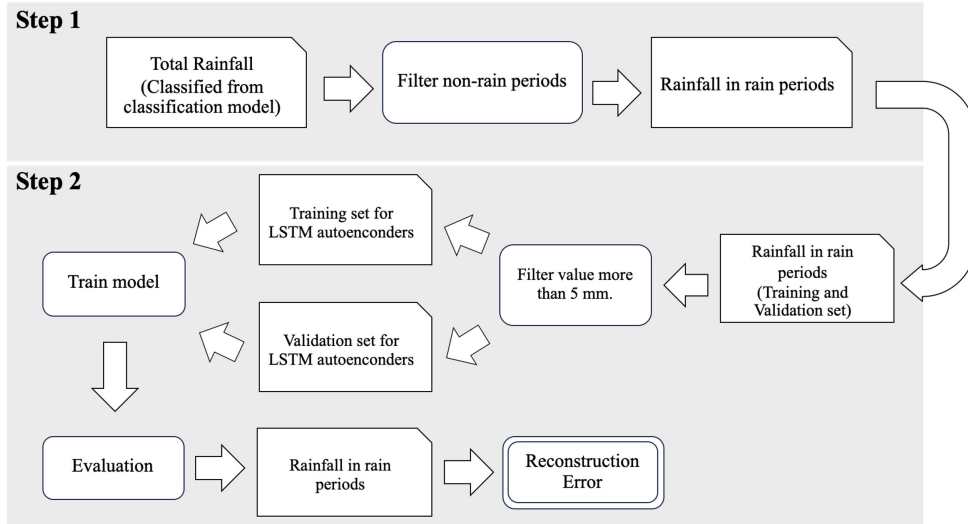 Step 1
Total Rainfall
(Classified from
classification model)
Filter non-rain periods
Rainfall in rain periods
Step 2
Training set for
LSTM autoenconders
Train model
Validation set for
LSTM autoenconders
Filter value more
than 5 mm.
Rainfall in rain
periods
(Training and
Validation set)
Evaluation
Rainfall in rain
periods
Reconstruction
Error